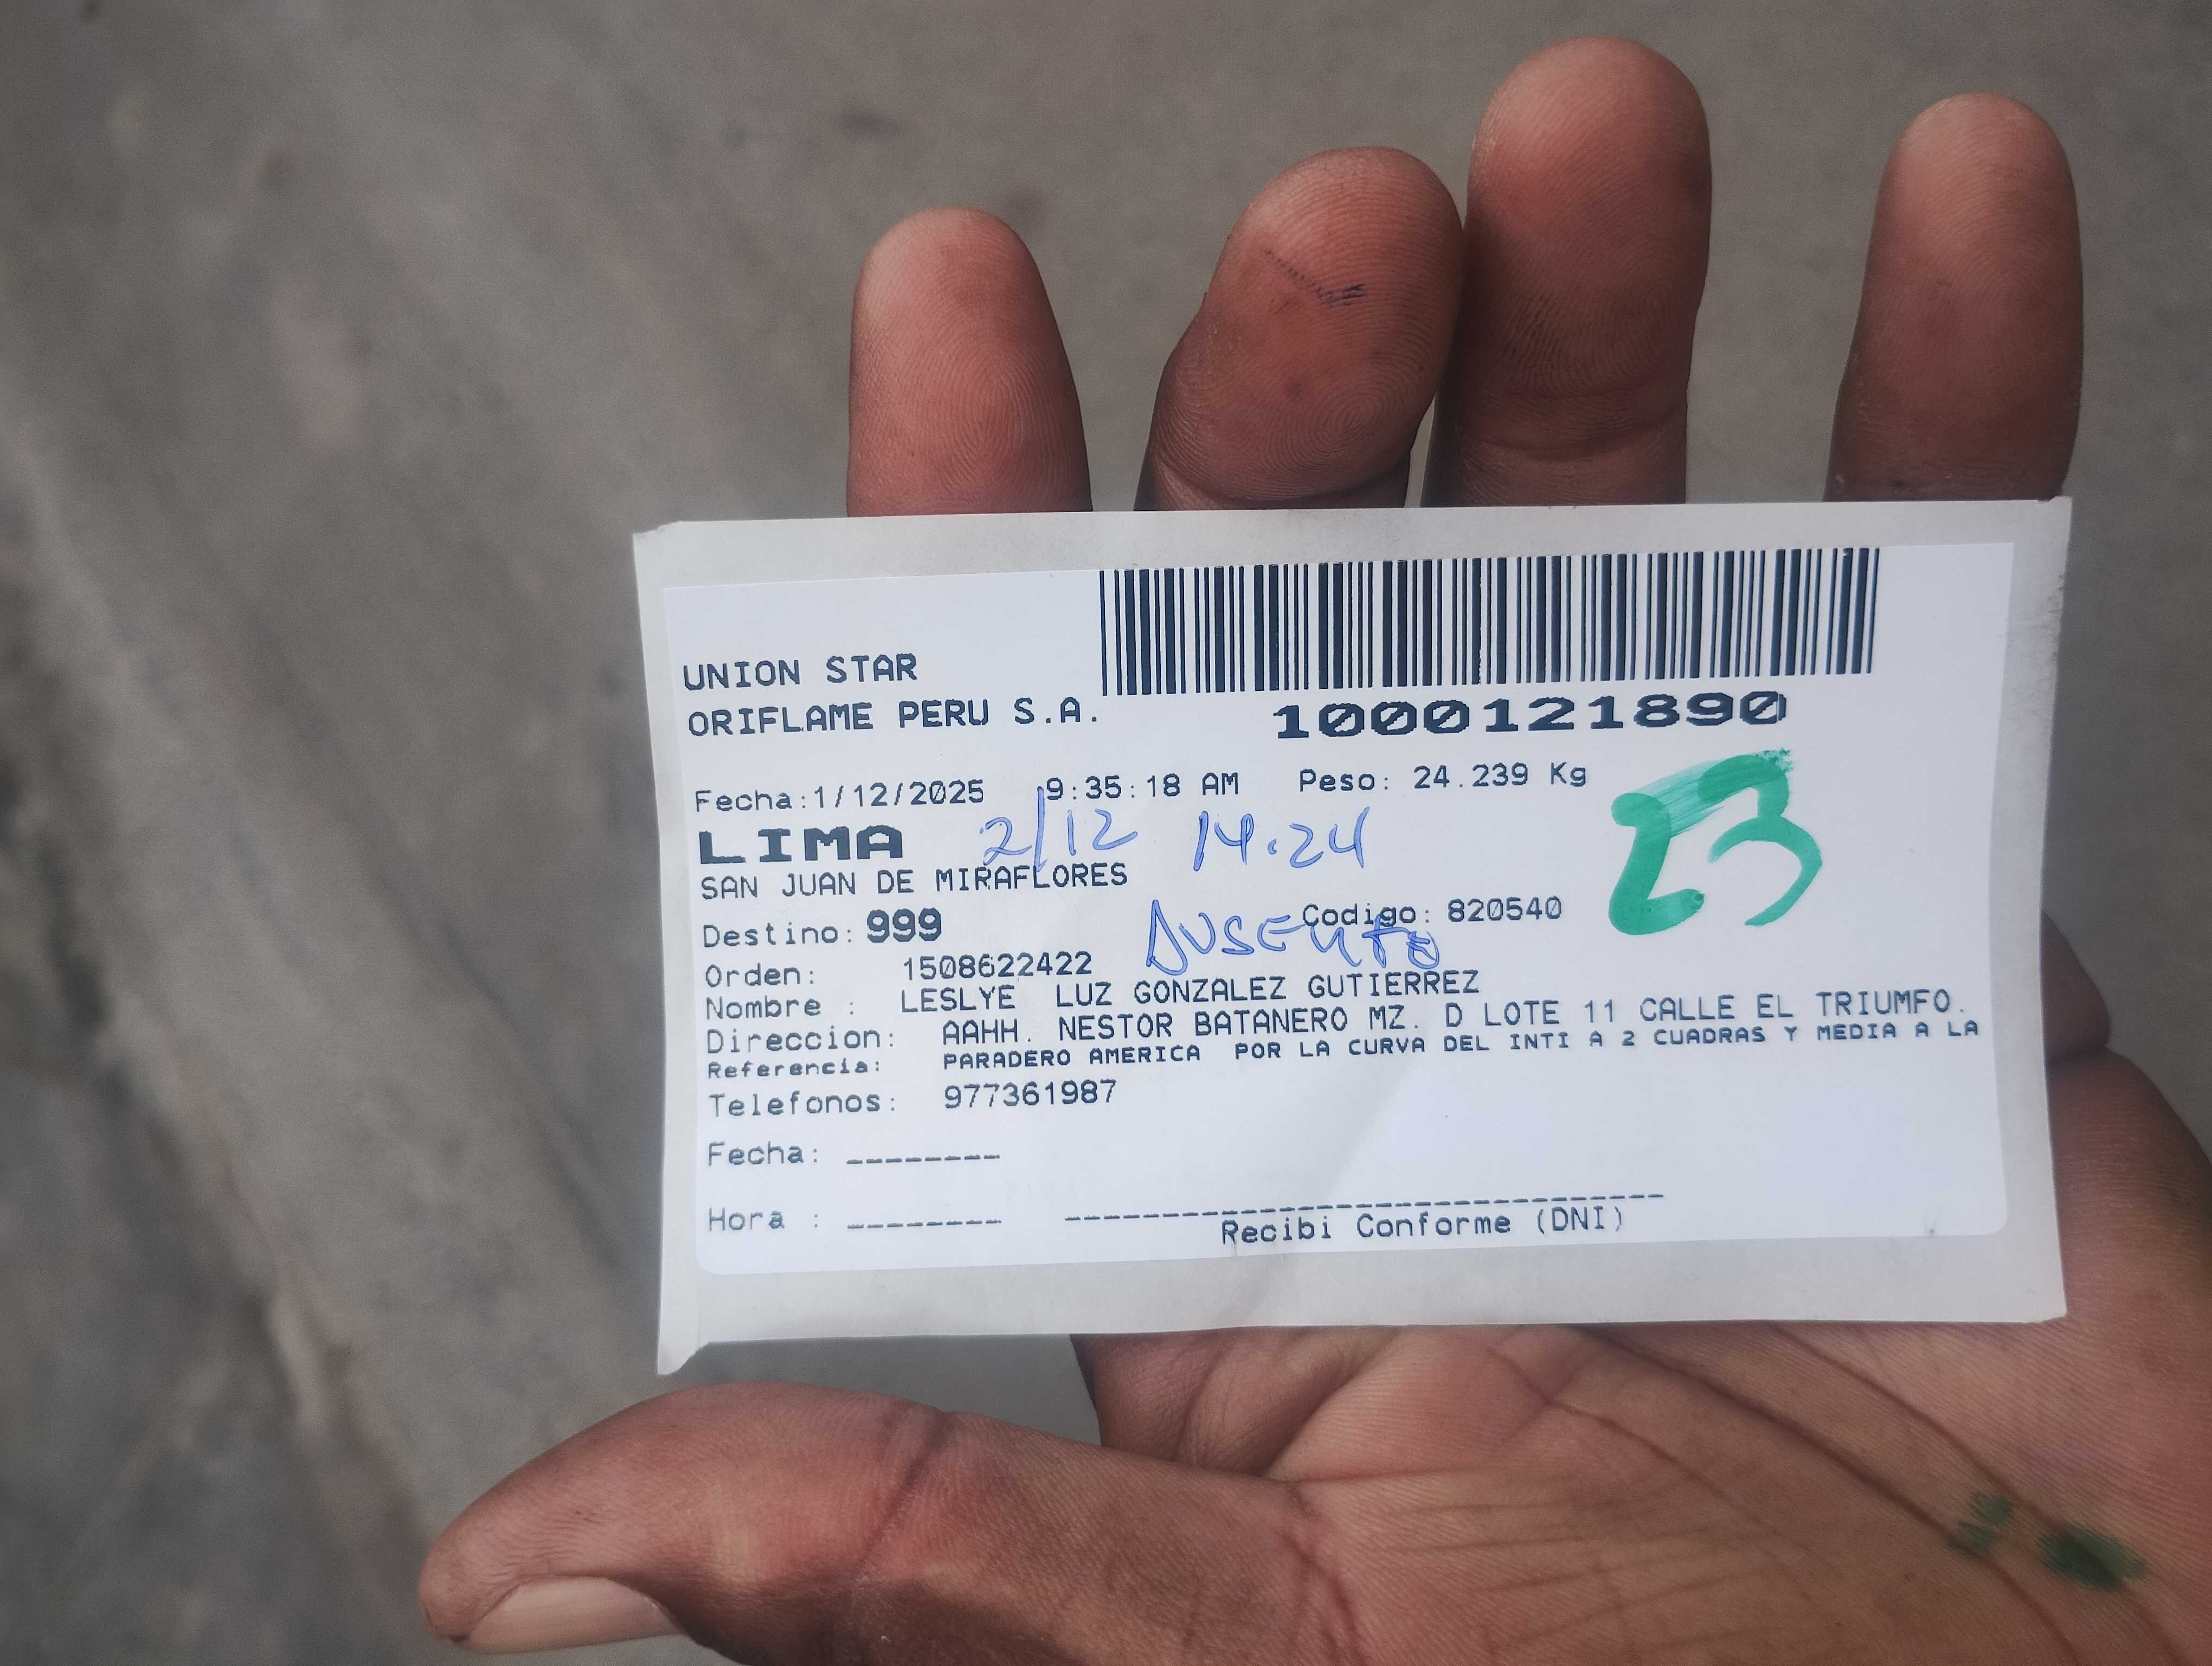 UNION STAR
ORIFLAME PERU S.A.
1000121890
Fecha:1/12/2025 9:35:18 AM Peso: 24.239 Kg
23
LIMA 2/12 14.24
SAN JUAN DE MIRAFLORES
Destino: 999 Ausente Codigo: 820540
Orden: 1508622422
Nombre : LESLYE LUZ GONZALEZ GUTIERREZ
Direccion: AAHH. NESTOR BATANERO MZ. D LOTE 11 CALLE EL TRIUMFO.
Referencia: PARADERO AMERICA POR LA CURVA DEL INTI A 2 CUADRAS Y MEDIA A LA
Telefonos: 977361987
Fecha: --------
Hora : --------
Recibi Conforme (DNI)